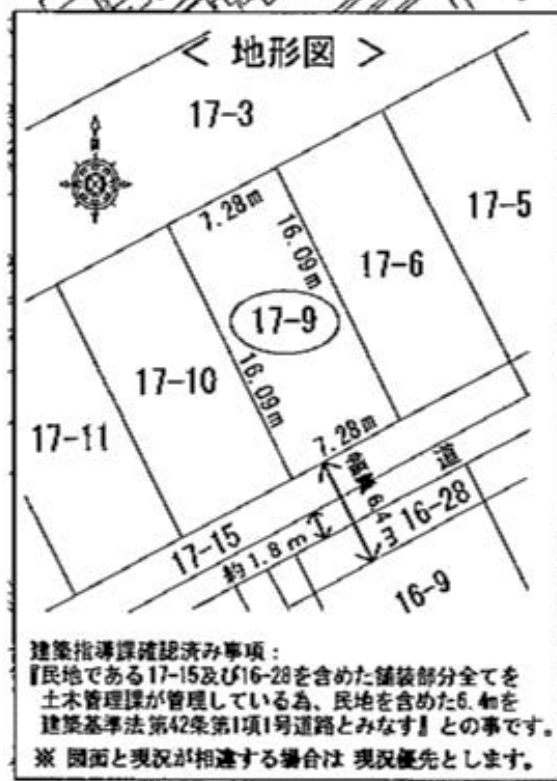 < 地形図 >
17-3
N
17-5
7.28m
16.09m
17-6
17-9
17-10
16.09m
17-11
7.28m
道
幅員6.4m
16-28
17-15
約1.8m
16-9
建築指導課確認済み事項：
『民地である17-15及び16-28を含めた舗装部分全てを
土木管理課が管理している為、民地を含めた6.4mを
建築基準法第42条第1項1号道路とみなす』との事です。
※ 図面と現況が相違する場合は 現況優先とします。